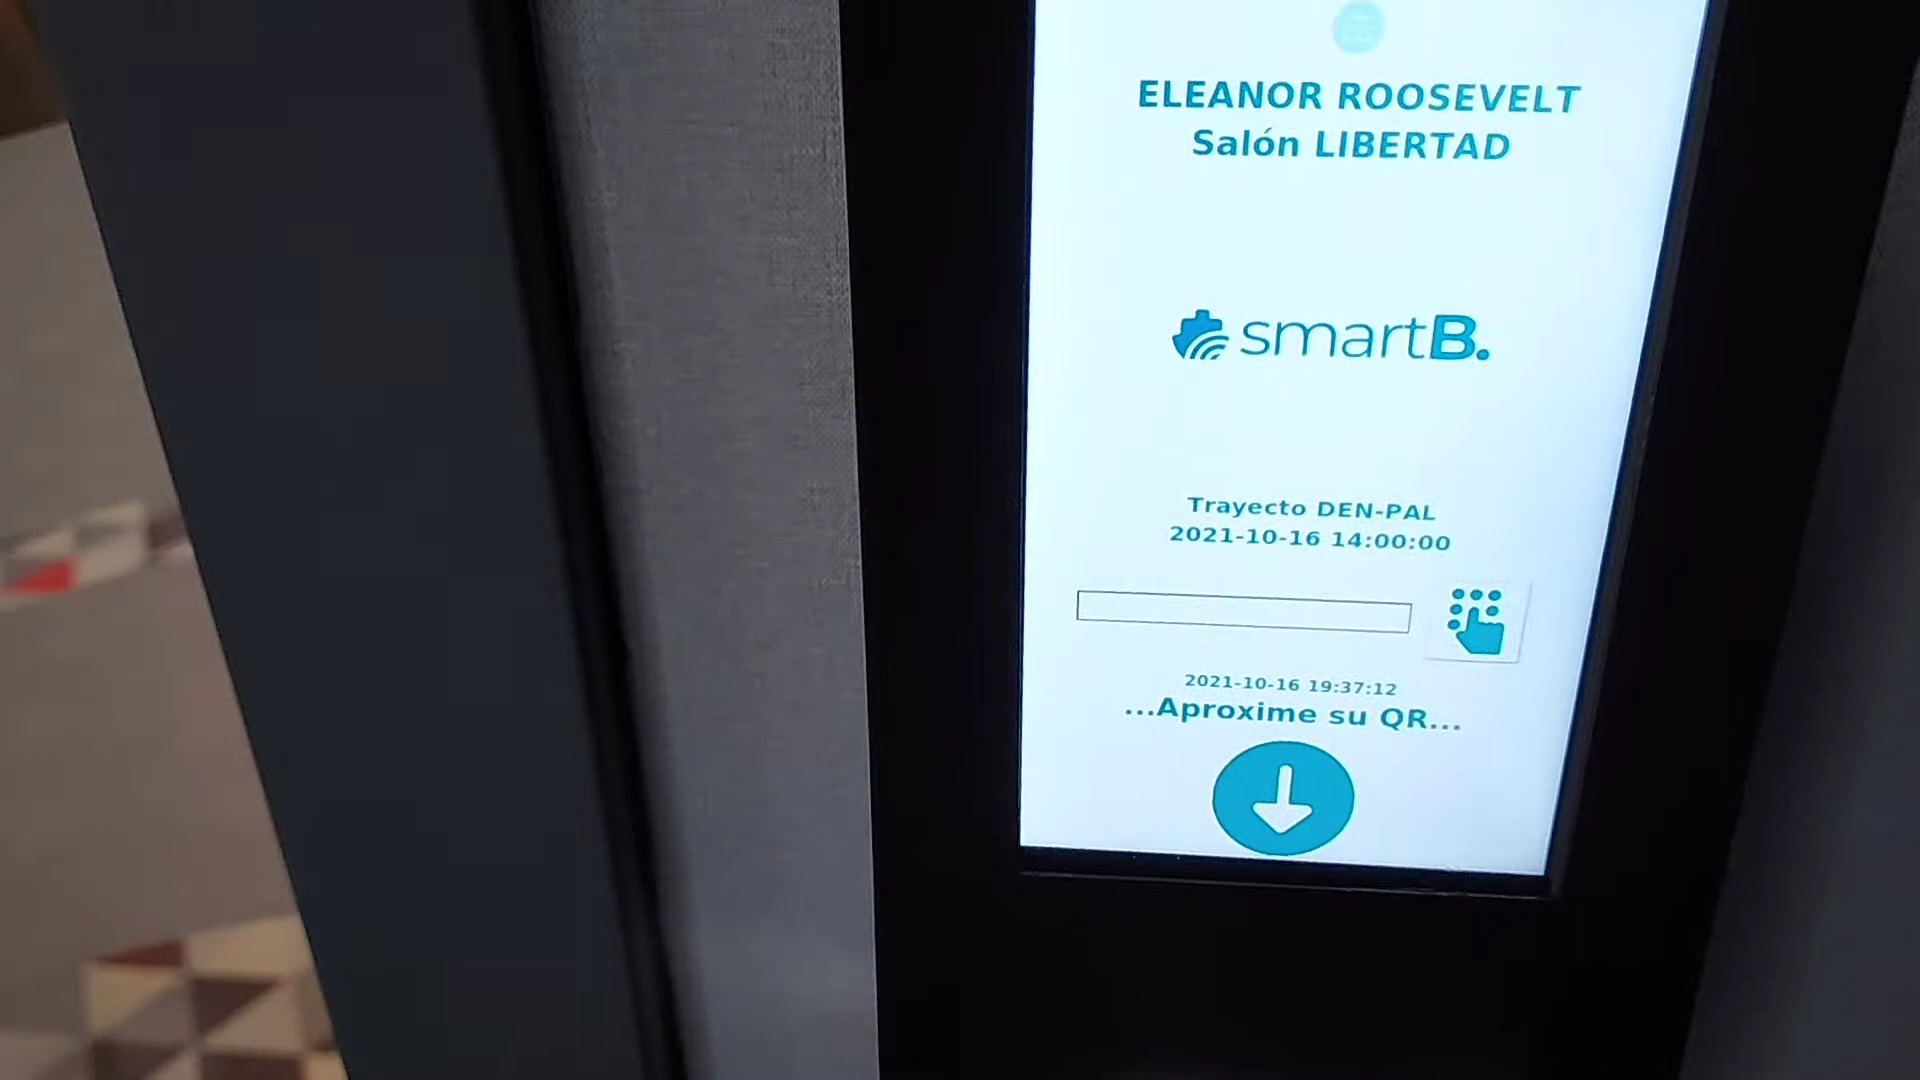 ELEANOR ROOSEVELT
Salón LIBERTAD
smartB.
Trayecto DEN-PAL
2021-10-16 14:00:00
2021-10-16 19:37:12
...Aproxime su QR...